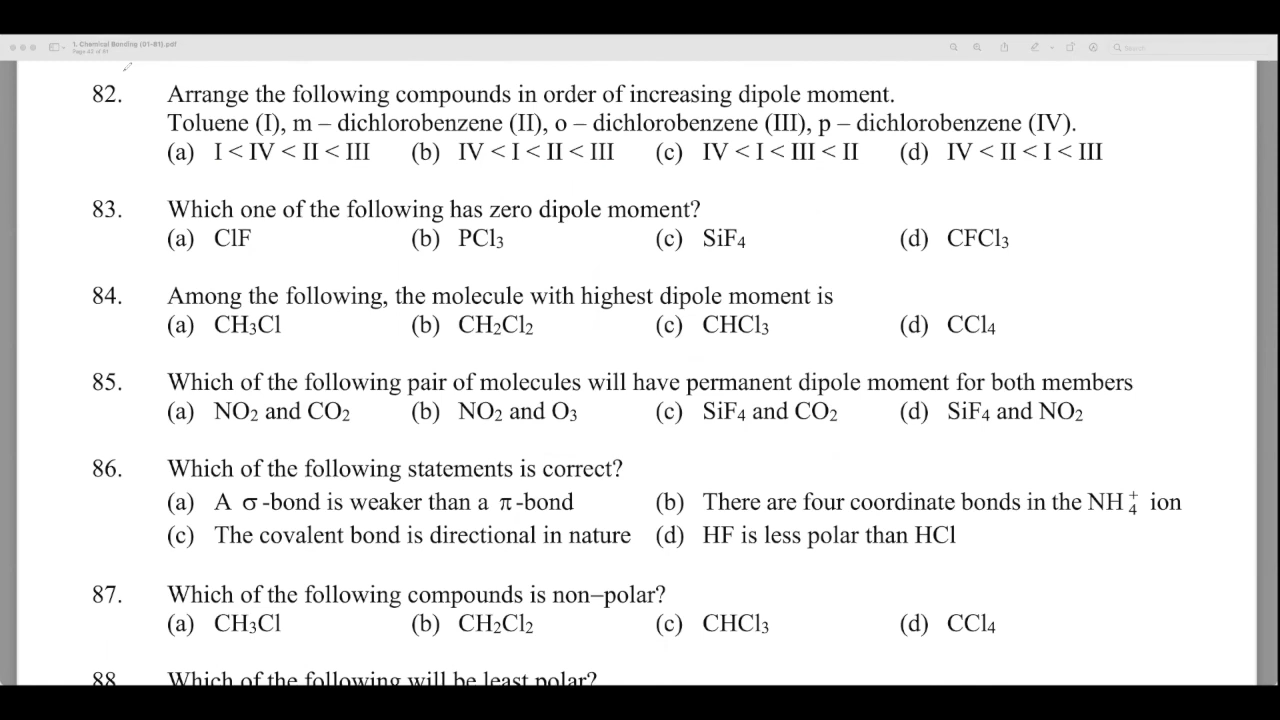 1. Chemical Bonding (01-81).pdf
Search
82. Arrange the following compounds in order of increasing dipole moment.
Toluene (I), m – dichlorobenzene (II), o – dichlorobenzene (III), p – dichlorobenzene (IV).
(a) I < IV < II < III (b) IV < I < II < III (c) IV < I < III < II (d) IV < II < I < III
83. Which one of the following has zero dipole moment?
(a) ClF (b) PCl₃ (c) SiF₄ (d) CFCl₃
84. Among the following, the molecule with highest dipole moment is
(a) CH₃Cl (b) CH₂Cl₂ (c) CHCl₃ (d) CCl₄
85. Which of the following pair of molecules will have permanent dipole moment for both members
(a) NO₂ and CO₂ (b) NO₂ and O₃ (c) SiF₄ and CO₂ (d) SiF₄ and NO₂
86. Which of the following statements is correct?
(a) A σ-bond is weaker than a π-bond (b) There are four coordinate bonds in the NH₄⁺ ion
(c) The covalent bond is directional in nature (d) HF is less polar than HCl
87. Which of the following compounds is non–polar?
(a) CH₃Cl (b) CH₂Cl₂ (c) CHCl₃ (d) CCl₄
88. Which of the following will be least polar?